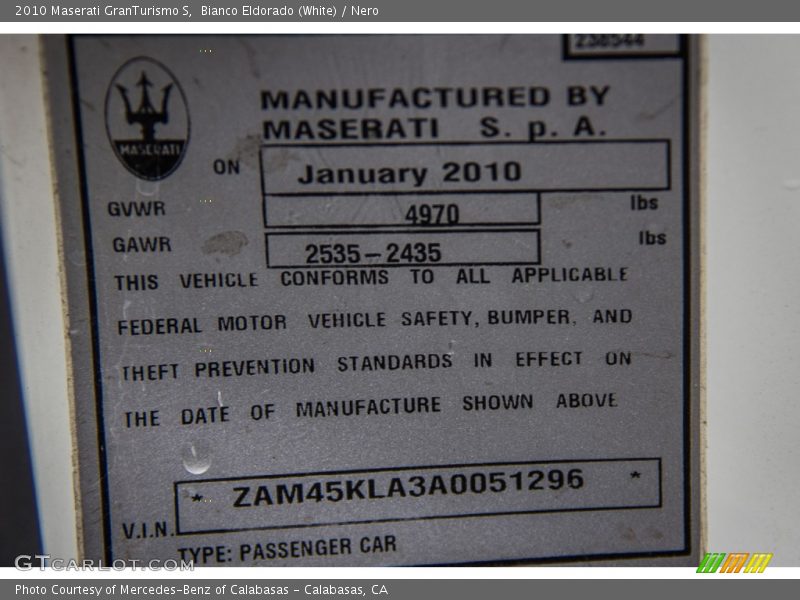 2010 Maserati GranTurismo S, Bianco Eldorado (White) / Nero
238544
MASERATI
MANUFACTURED BY
MASERATI S. p. A.
ON January 2010
GVWR 4970 lbs
GAWR 2535-2435 lbs
THIS VEHICLE CONFORMS TO ALL APPLICABLE
FEDERAL MOTOR VEHICLE SAFETY, BUMPER, AND
THEFT PREVENTION STANDARDS IN EFFECT ON
THE DATE OF MANUFACTURE SHOWN ABOVE
V.I.N. * ZAM45KLA3A0051296 *
TYPE: PASSENGER CAR
GTCARLOT.COM
Photo Courtesy of Mercedes-Benz of Calabasas - Calabasas, CA